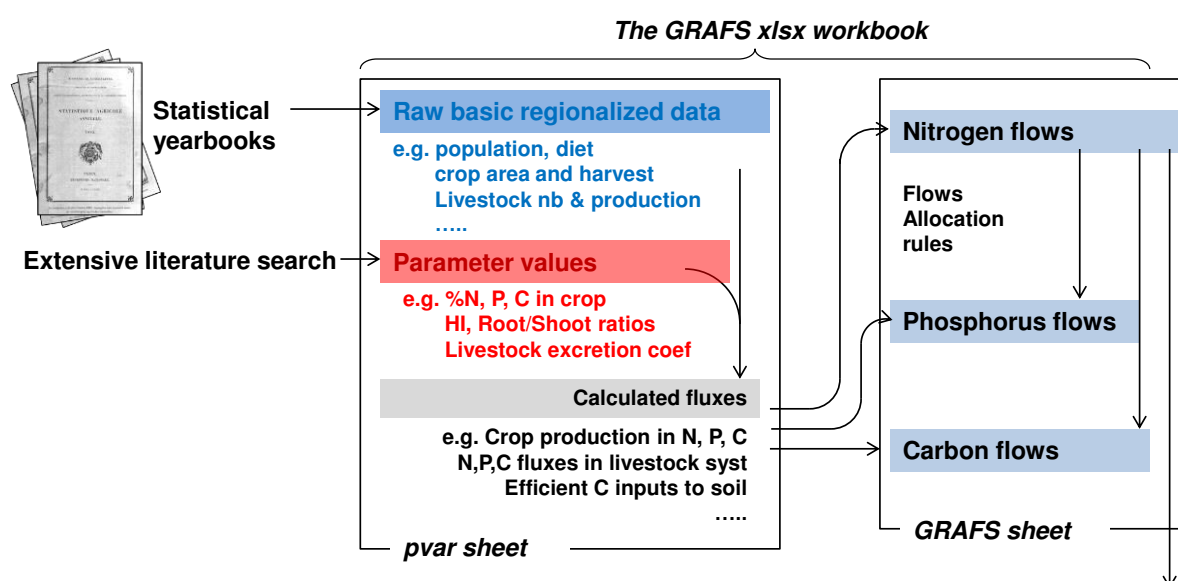 The GRAFS xlsx workbook
Statistical
yearbooks
STATISTIQUE AGRICOLE
Extensive literature search
Raw basic regionalized data
e.g. population, diet
crop area and harvest
Livestock nb & production
…..
Parameter values
e.g. %N, P, C in crop
HI, Root/Shoot ratios
Livestock excretion coef
Calculated fluxes
e.g. Crop production in N, P, C
N,P,C fluxes in livestock syst
Efficient C inputs to soil
…..
pvar sheet
Nitrogen flows
Flows
Allocation
rules
Phosphorus flows
Carbon flows
GRAFS sheet